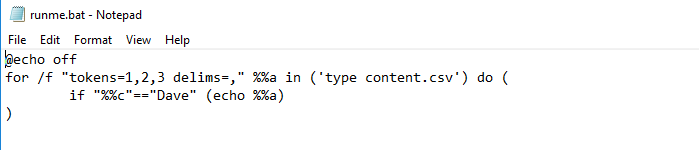 runme.bat - Notepad
File Edit Format View Help
@echo off
for /f "tokens=1,2,3 delims=," %%a in ('type content.csv') do (
        if "%%c"=="Dave" (echo %%a)
)